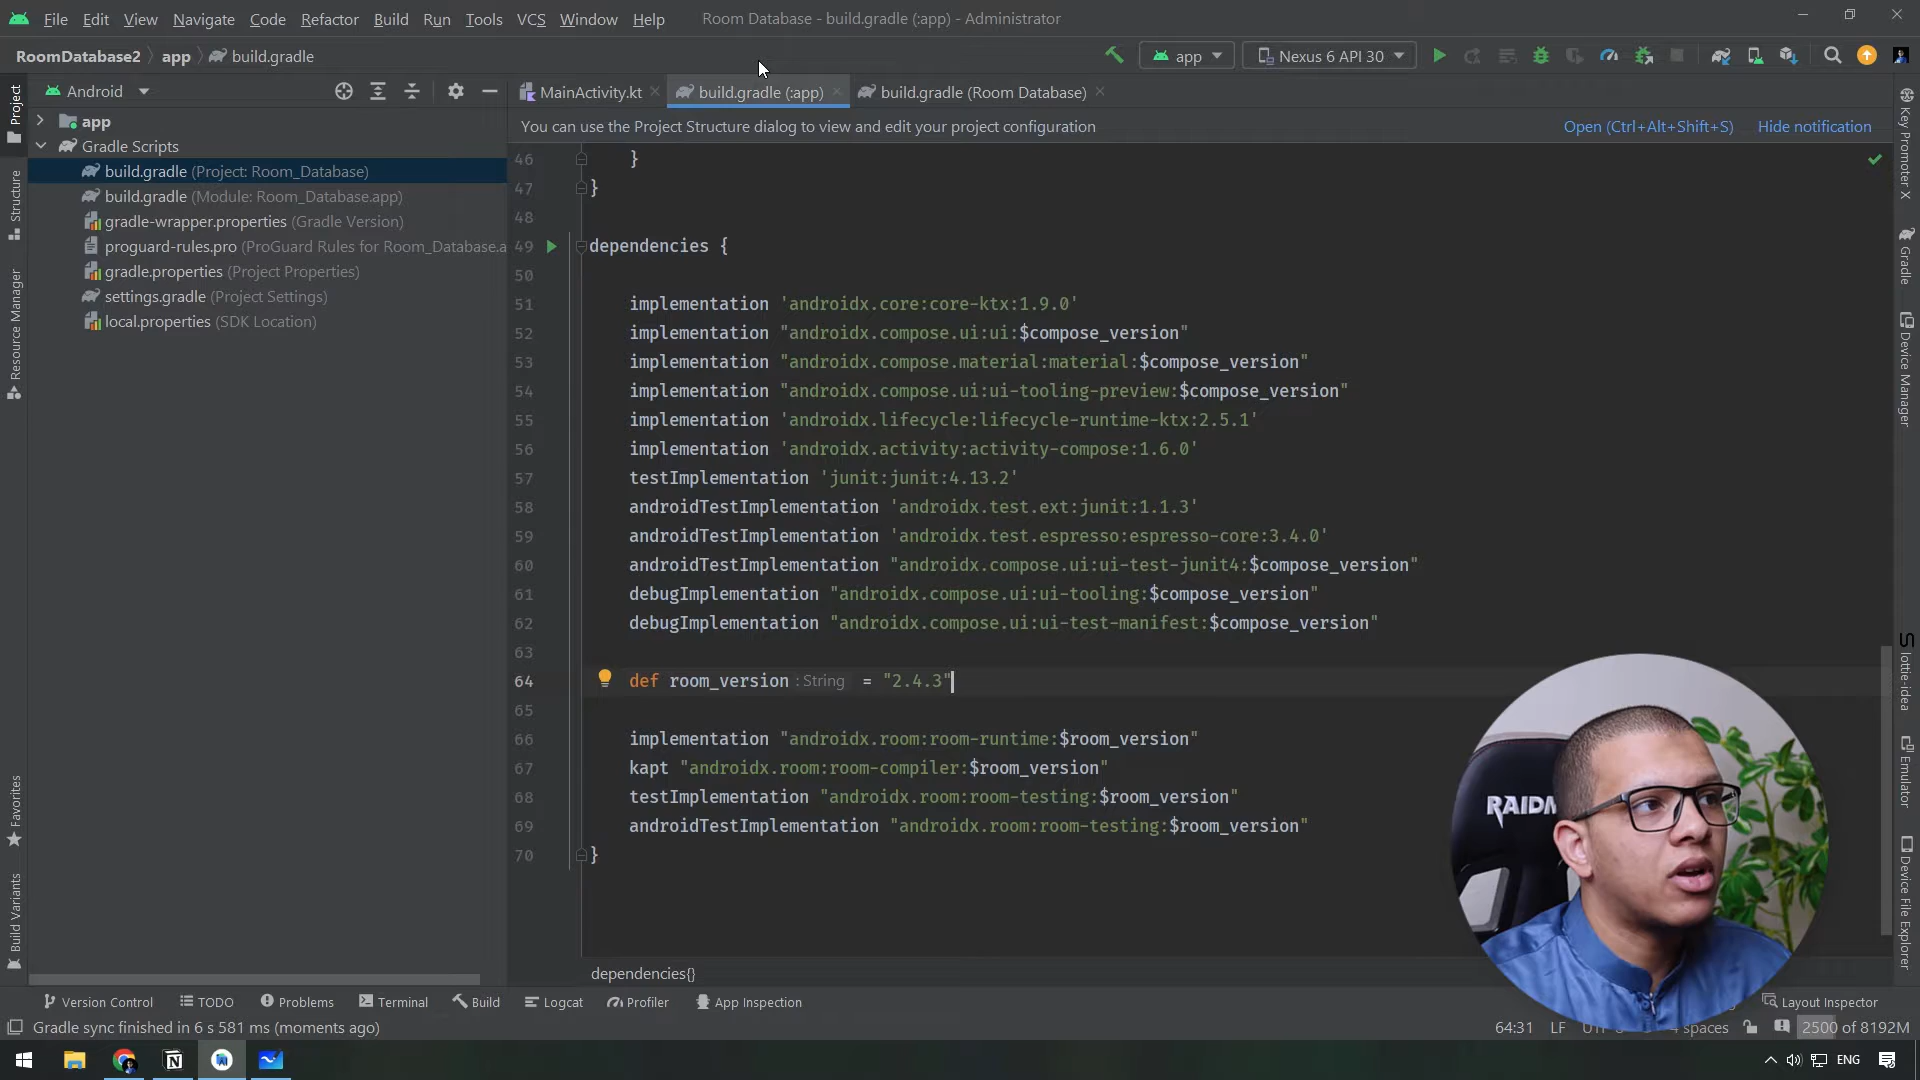 File Edit View Navigate Code Refactor Build Run Tools VCS Window Help Room Database - build.gradle (:app) - Administrator
RoomDatabase2 app build.gradle app Nexus 6 API 30
Android MainActivity.kt build.gradle (:app) build.gradle (Room Database)
You can use the Project Structure dialog to view and edit your project configuration Open (Ctrl+Alt+Shift+S) Hide notification
app
Gradle Scripts
build.gradle (Project: Room_Database)
build.gradle (Module: Room_Database.app)
gradle-wrapper.properties (Gradle Version)
proguard-rules.pro (ProGuard Rules for Room_Database.a
gradle.properties (Project Properties)
settings.gradle (Project Settings)
local.properties (SDK Location)
Project
Structure
Resource Manager
Favorites
Build Variants
46 }
47 }
48
49 dependencies {
50
51 implementation 'androidx.core:core-ktx:1.9.0'
52 implementation "androidx.compose.ui:ui:$compose_version"
53 implementation "androidx.compose.material:material:$compose_version"
54 implementation "androidx.compose.ui:ui-tooling-preview:$compose_version"
55 implementation 'androidx.lifecycle:lifecycle-runtime-ktx:2.5.1'
56 implementation 'androidx.activity:activity-compose:1.6.0'
57 testImplementation 'junit:junit:4.13.2'
58 androidTestImplementation 'androidx.test.ext:junit:1.1.3'
59 androidTestImplementation 'androidx.test.espresso:espresso-core:3.4.0'
60 androidTestImplementation "androidx.compose.ui:ui-test-junit4:$compose_version"
61 debugImplementation "androidx.compose.ui:ui-tooling:$compose_version"
62 debugImplementation "androidx.compose.ui:ui-test-manifest:$compose_version"
63
64 def room_version : String = "2.4.3"
65
66 implementation "androidx.room:room-runtime:$room_version"
67 kapt "androidx.room:room-compiler:$room_version"
68 testImplementation "androidx.room:room-testing:$room_version"
69 androidTestImplementation "androidx.room:room-testing:$room_version"
70 }
dependencies{}
Key Promoter X
Gradle
Device Manager
lottie-idea
Emulator
Device File Explorer
RAIDM
Version Control TODO Problems Terminal Build Logcat Profiler App Inspection Layout Inspector
Gradle sync finished in 6 s 581 ms (moments ago) 64:31 LF 4 spaces 2500 of 8192M
ENG